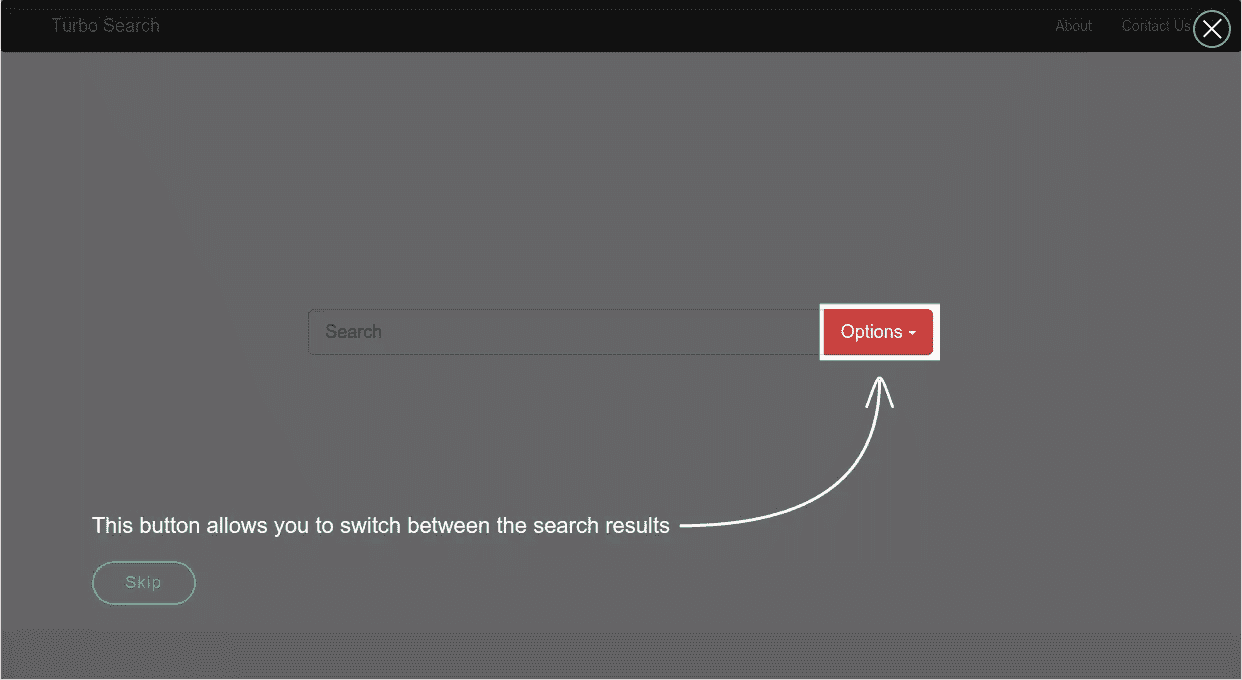 Turbo Search
About
Contact Us
Search
Options
This button allows you to switch between the search results
Skip